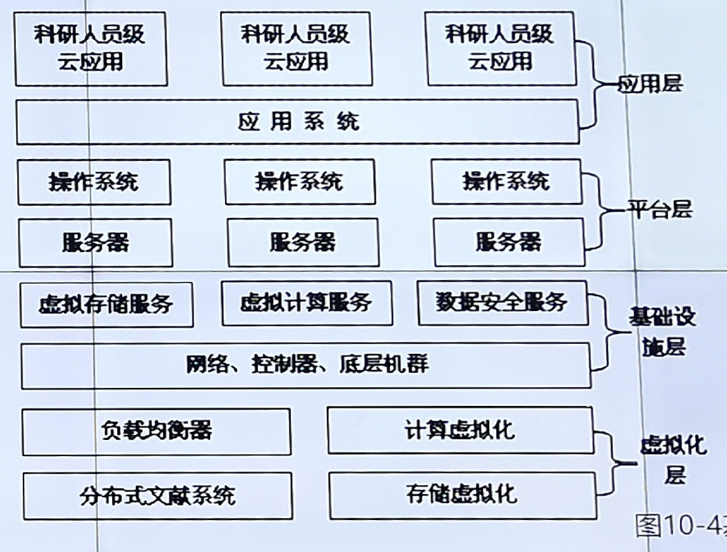 科研人员级 科研人员级 科研人员级
云应用 云应用 云应用
应用层
应用系统
操作系统 操作系统 操作系统
平台层
服务器 服务器 服务器
虚拟存储服务 虚拟计算服务 数据安全服务
基础设
施层
网络、控制器、底层机群
负载均衡器 计算虚拟化
虚拟化
层
分布式文献系统 存储虚拟化
图10-4